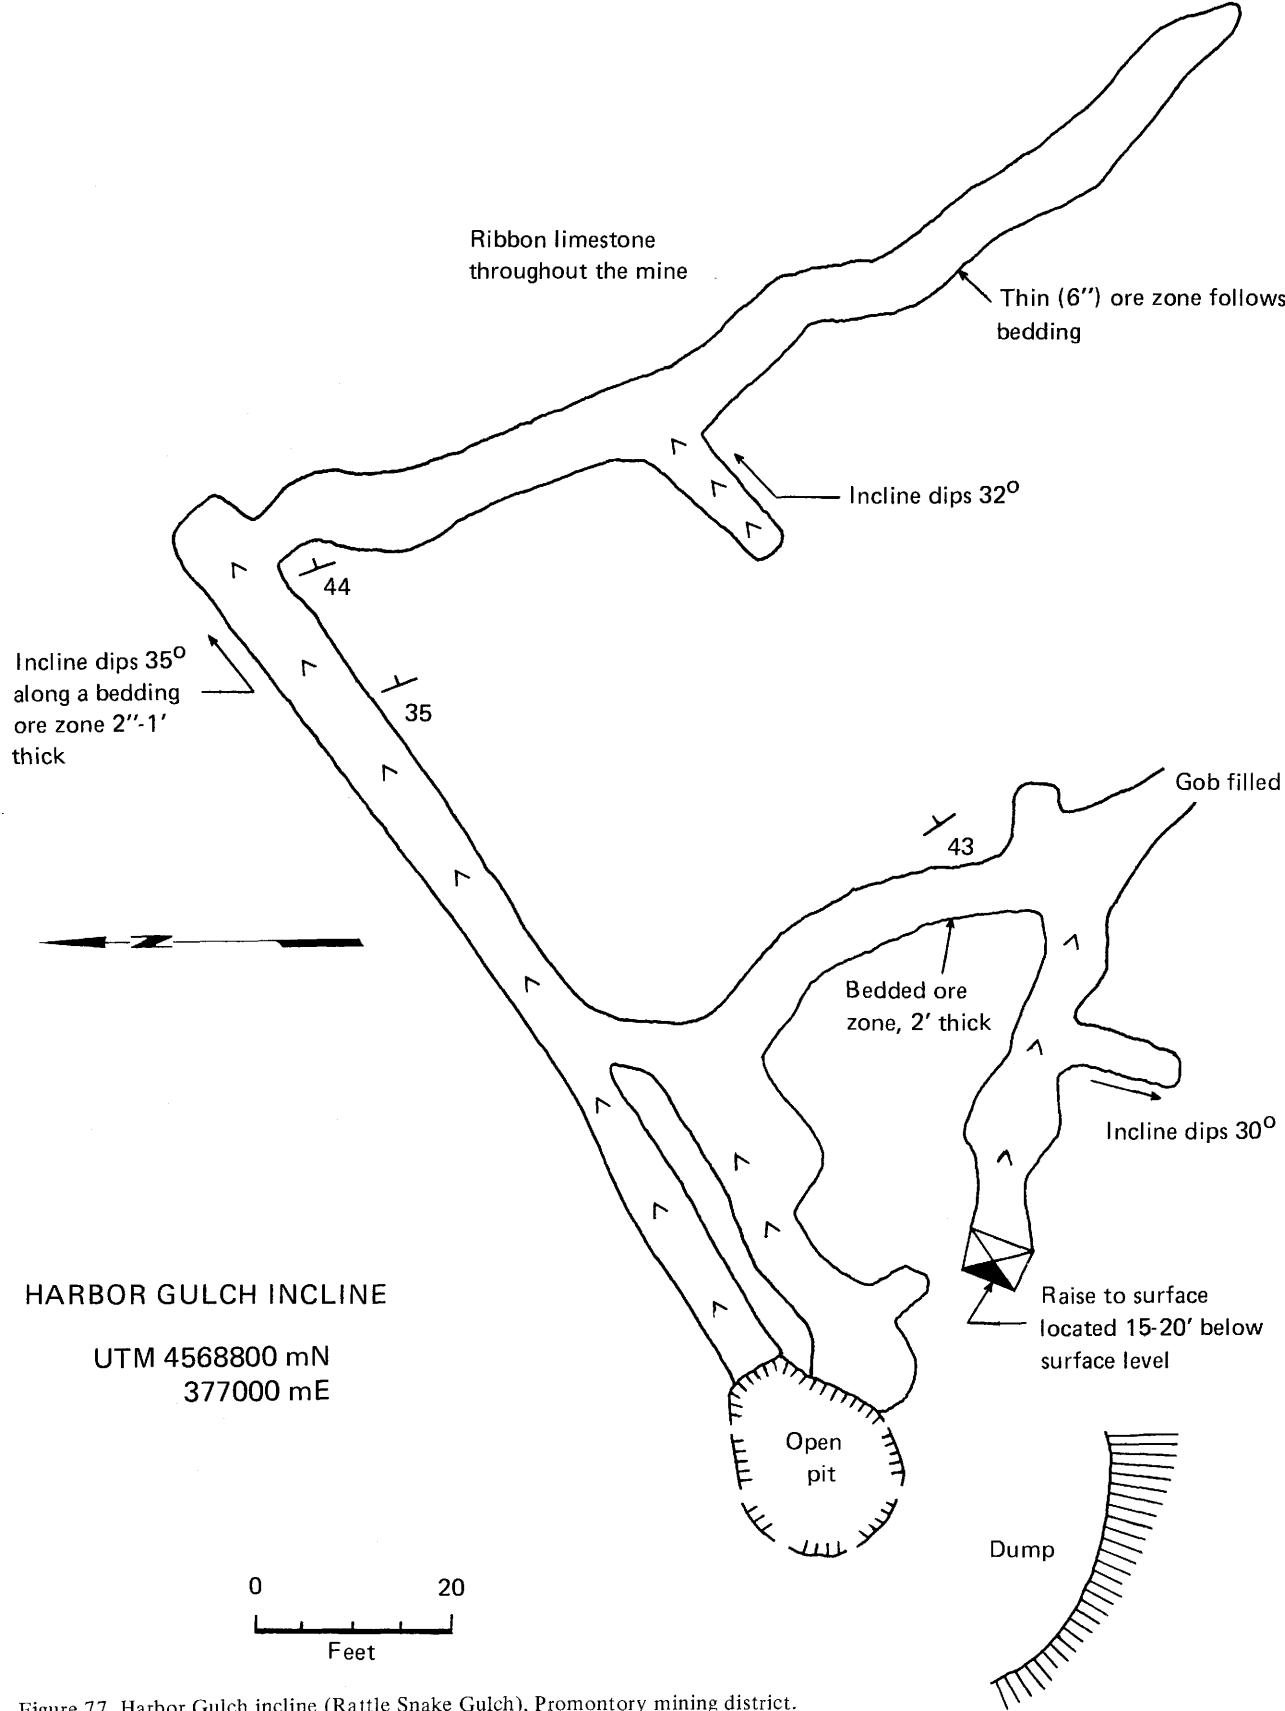 Ribbon limestone
throughout the mine
Thin (6") ore zone follows
bedding
Incline dips 32°
44
Incline dips 35°
along a bedding
ore zone 2"-1'
thick
35
Gob filled
43
N
Bedded ore
zone, 2' thick
Incline dips 30°
HARBOR GULCH INCLINE
UTM 4568800 mN
377000 mE
Raise to surface
located 15-20' below
surface level
Open
pit
Dump
0 20
Feet
Figure 77. Harbor Gulch incline (Rattle Snake Gulch), Promontory mining district.